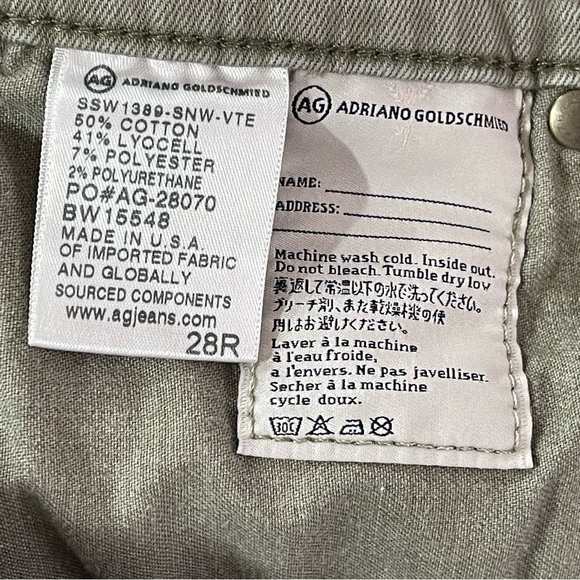 AG ADRIANO GOLDSCHMIED
SSW1389-SNW-VTE
50% COTTON
41% LYOCELL
7% POLYESTER
2% POLYURETHANE
PO#AG-28070
BW15548
MADE IN U.S.A.
OF IMPORTED FABRIC
AND GLOBALLY
SOURCED COMPONENTS
www.agjeans.com
28R
AG ADRIANO GOLDSCHMIED
NAME:
ADDRESS:
Machine wash cold. Inside out.
Do not bleach. Tumble dry low
裏返して常温以下の水で洗ってください。
ブリーチ剤、また乾燥機の使
用はお避けください。
Laver à la machine
à l'eau froide,
a l'envers. Ne pas javelliser.
Secher à la machine
cycle doux.
30C